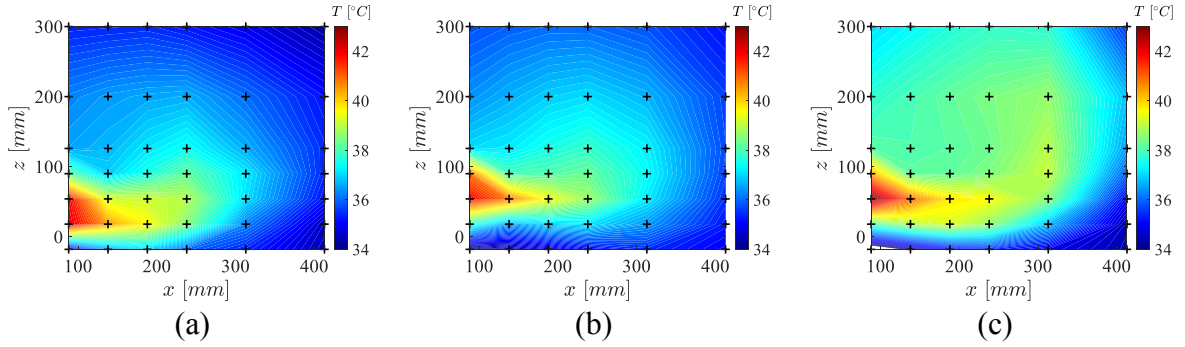 T [°C] T [°C] T [°C]
300 300 300
42 42 42
200 200 200
40 40 40
z [mm] z [mm] z [mm]
38 38 38
100 100 100
36 36 36
0 0 0
34 34 34
100 200 300 400 100 200 300 400 100 200 300 400
x [mm] x [mm] x [mm]
(a) (b) (c)